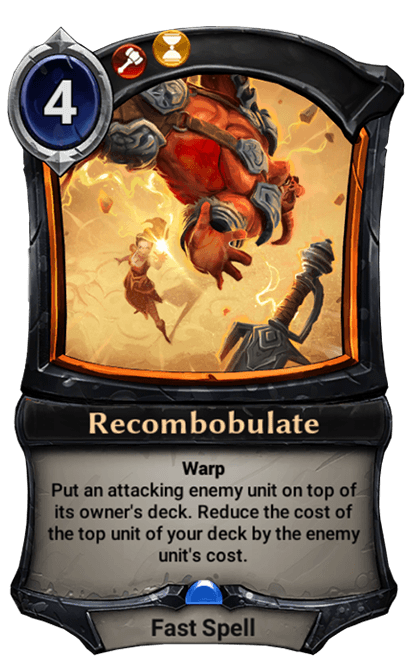 4
Recombobulate
Warp
Put an attacking enemy unit on top of
its owner's deck. Reduce the cost of
the top unit of your deck by the enemy
unit's cost.
Fast Spell